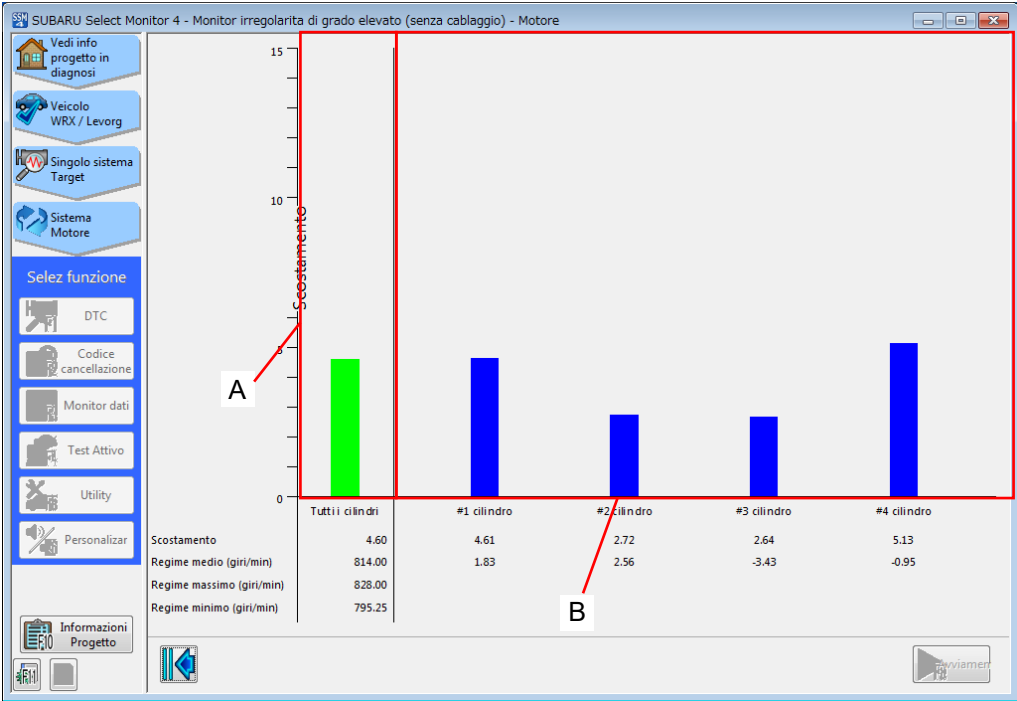 SUBARU Select Monitor 4 - Monitor irregolarita di grado elevato (senza cablaggio) - Motore
Vedi info
progetto in
diagnosi
Veicolo
WRX / Levorg
Singolo sistema
Target
Sistema
Motore
Selez funzione
DTC
Codice
cancellazione
Monitor dati
Test Attivo
Utility
Personalizar
Informazioni
Progetto
F10
F11
15
10
5
0
Scostamento
A
B
Tutti i cilindri #1 cilindro #2 cilindro #3 cilindro #4 cilindro
Scostamento 4.60 4.61 2.72 2.64 5.13
Regime medio (giri/min) 814.00 1.83 2.56 -3.43 -0.95
Regime massimo (giri/min) 828.00
Regime minimo (giri/min) 795.25